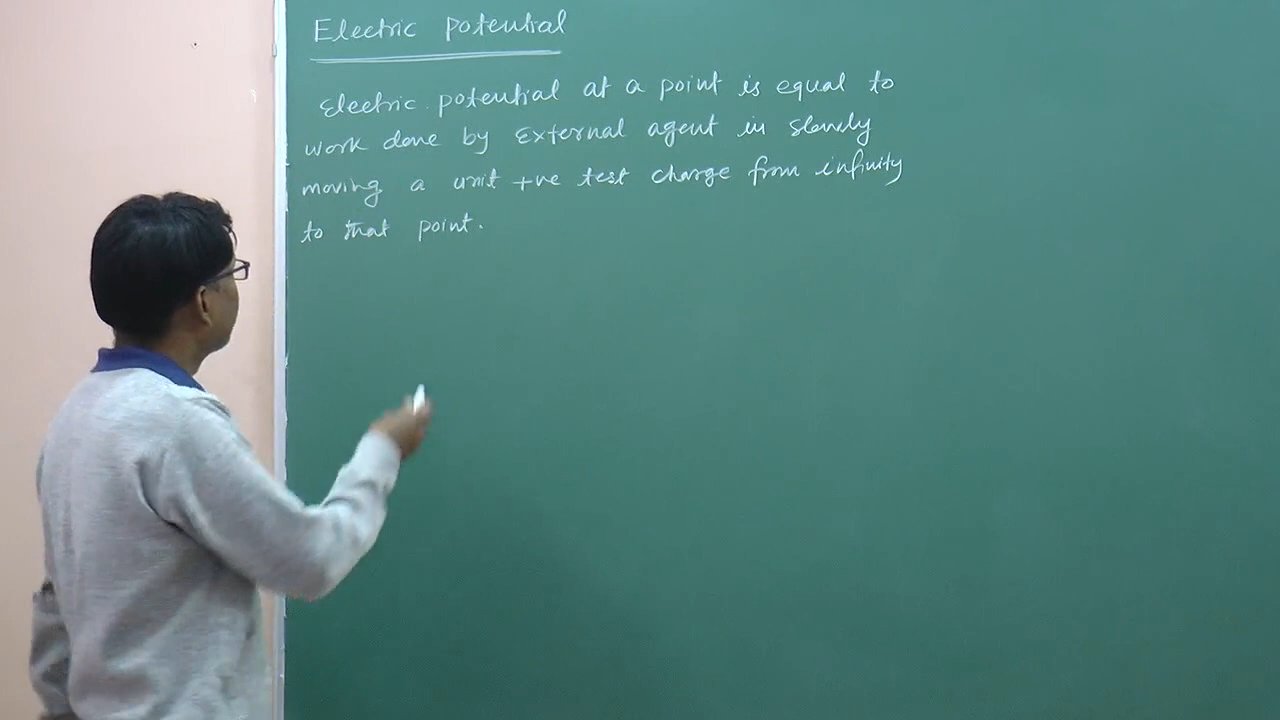 Electric potential
Electric potential at a point is equal to
work done by External agent in slowly
moving a unit +ve test charge from infinity
to that point.